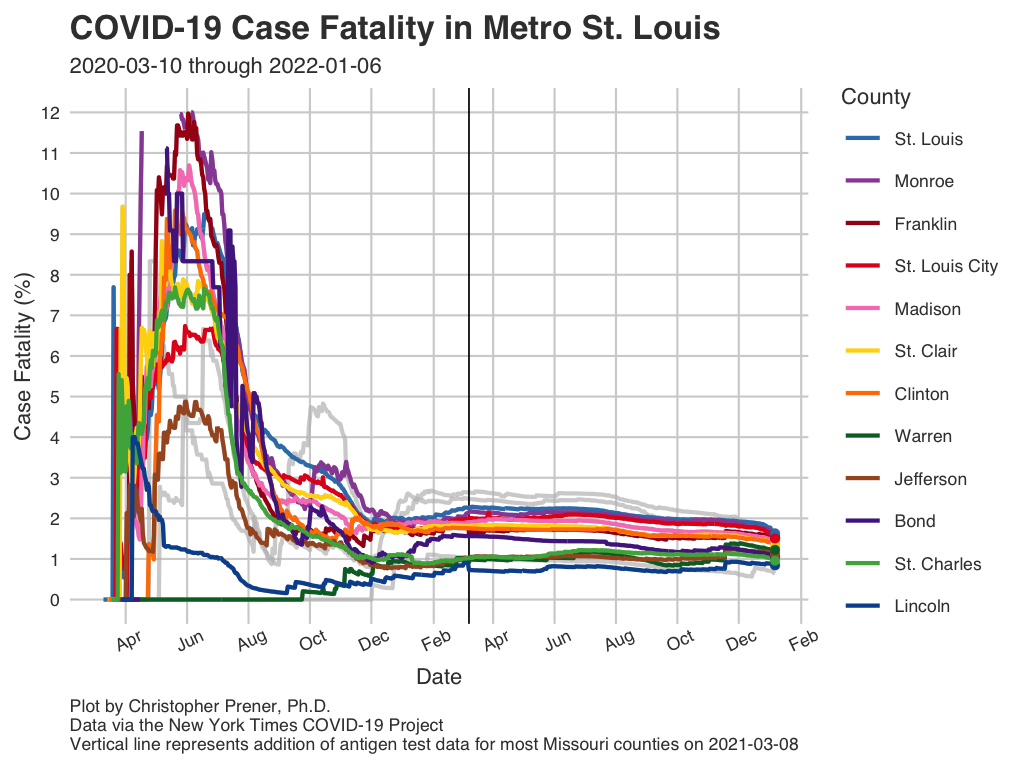 COVID-19 Case Fatality in Metro St. Louis
2020-03-10 through 2022-01-06
Case Fatality (%)
12
11
10
9
8
7
6
5
4
3
2
1
0
Apr Jun Aug Oct Dec Feb Apr Jun Aug Oct Dec Feb
Date
County
St. Louis
Monroe
Franklin
St. Louis City
Madison
St. Clair
Clinton
Warren
Jefferson
Bond
St. Charles
Lincoln
Plot by Christopher Prener, Ph.D.
Data via the New York Times COVID-19 Project
Vertical line represents addition of antigen test data for most Missouri counties on 2021-03-08